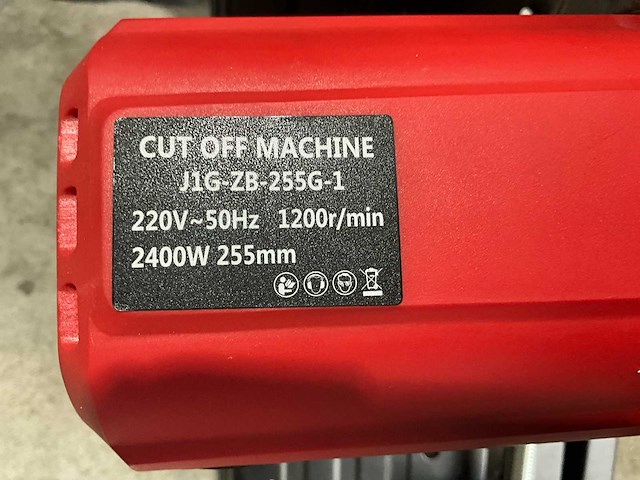 CUT OFF MACHINE
J1G-ZB-255G-1
220V~50Hz 1200r/min
2400W 255mm